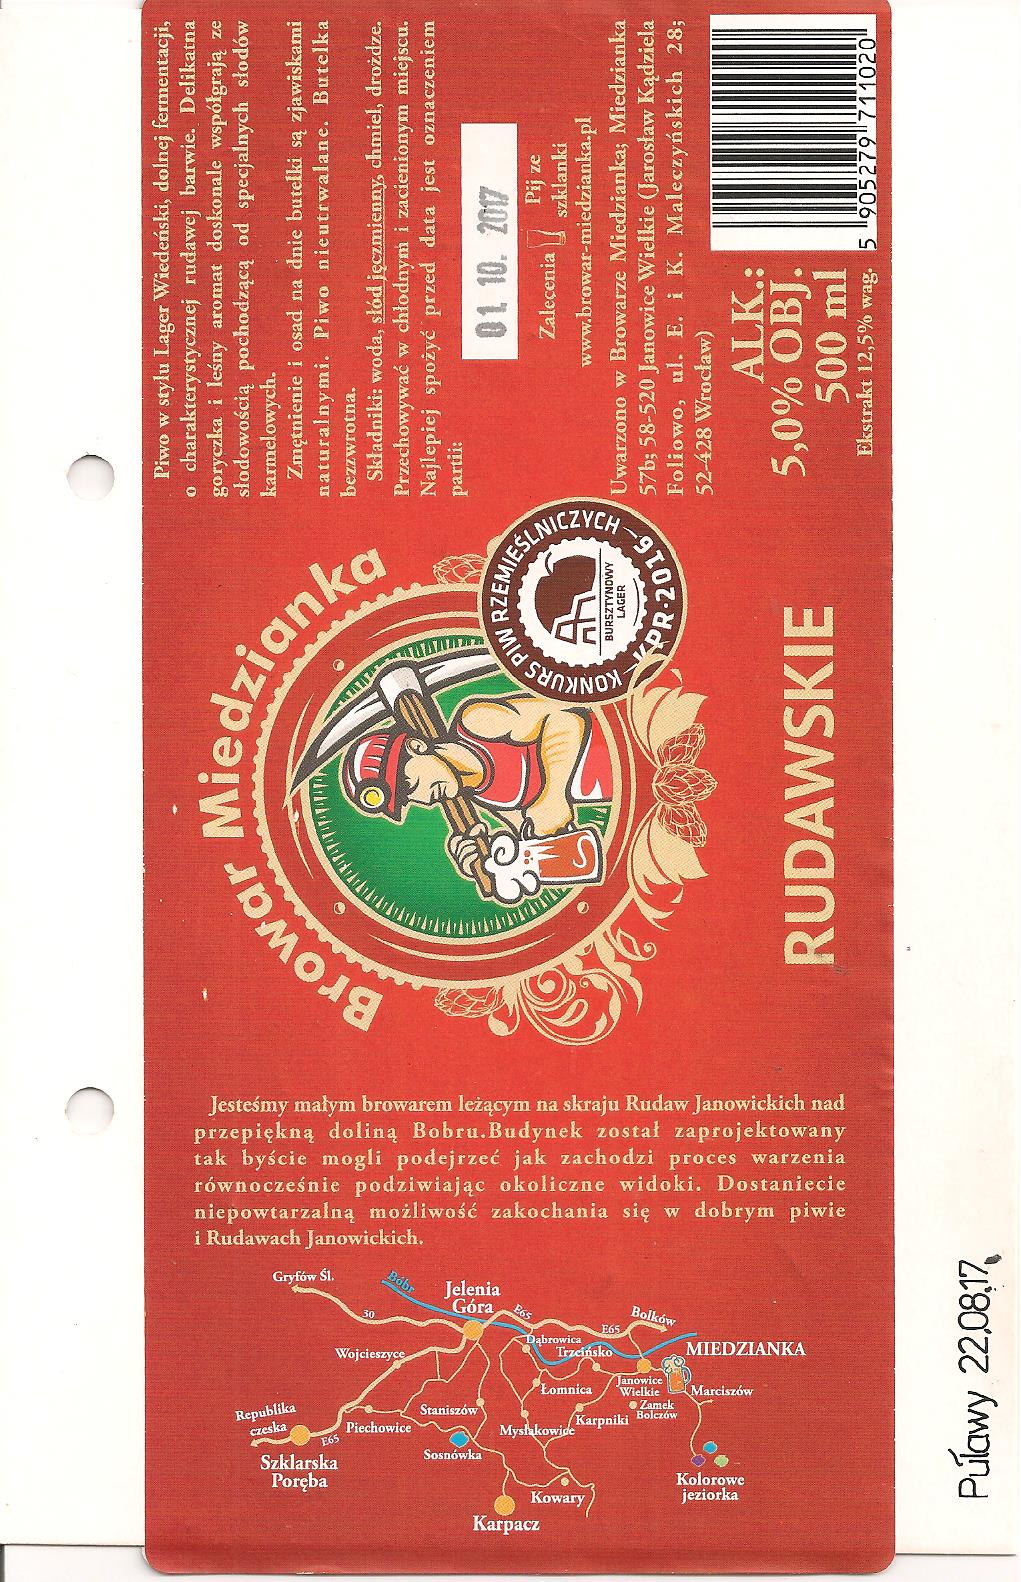 Piwo w stylu Lager Wiedeński, dolnej fermentacji,
o charakterystycznej rudawej barwie. Delikatna
goryczka i leśny aromat doskonale współgrają ze
słodowością pochodzącą od specjalnych słodów
karmelowych.
Zmętnienie i osad na dnie butelki są zjawiskami
naturalnymi. Piwo nieutrwalane. Butelka
bezzwrotna.
Składniki: woda, słód jęczmienny, chmiel, drożdże.
Przechowywać w chłodnym i zacienionym miejscu.
Najlepiej spożyć przed data jest oznaczeniem
partii:
01. 10. 2017
Zalecenia Pij ze
szklanki
www.browar-miedzianka.pl
Uwarzono w Browarze Miedzianka; Miedzianka
57b; 58-520 Janowice Wielkie (Jarosław Kądziela
Foliowo, ul. E. i K. Małeczyńskich 28;
52-428 Wrocław)
ALK.:
5,0% OBJ.
500 ml
Ekstrakt 12,5% wag.
5 905279 711020
Browar Miedzianka
KONKURS PIW RZEMIEŚLNICZYCH
KPR·2016
BURSZTYNOWY
LAGER
RUDAWSKIE
Jesteśmy małym browarem leżącym na skraju Rudaw Janowickich nad
przepiękną doliną Bobru.Budynek został zaprojektowany
tak byście mogli podejrzeć jak zachodzi proces warzenia
równocześnie podziwiając okoliczne widoki. Dostaniecie
niepowtarzalną możliwość zakochania się w dobrym piwie
i Rudawach Janowickich.
Gryfów Śl.
Bóbr
30
Jelenia
Góra
E65
E65
Bolków
Dąbrowica
Trzcińsko
MIEDZIANKA
Wojcieszyce
Janowice
Wielkie
Marciszów
Łomnica
Zamek
Bolczów
Karpniki
Republika
czeska
E65
Piechowice
Staniszów
Mysłakowice
Sosnówka
Szklarska
Poręba
Kolorowe
jeziorka
Kowary
Karpacz
Puławy 22.08.17.